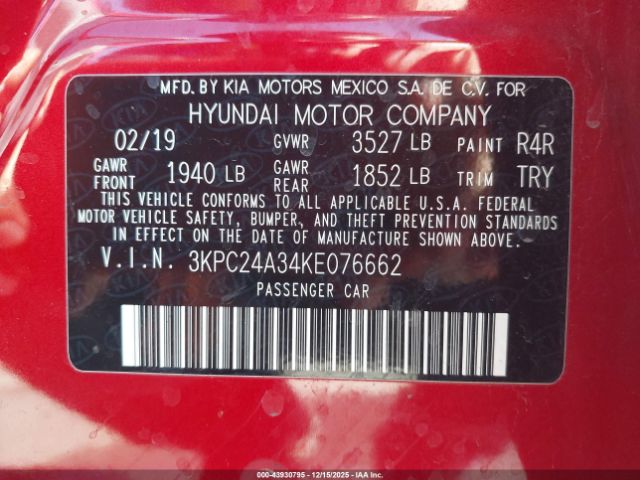 MFD. BY KIA MOTORS MEXICO S.A. DE C.V. FOR
HYUNDAI MOTOR COMPANY
02/19 GVWR 3527 LB PAINT R4R
GAWR FRONT 1940 LB GAWR REAR 1852 LB TRIM TRY
THIS VEHICLE CONFORMS TO ALL APPLICABLE U.S.A. FEDERAL
MOTOR VEHICLE SAFETY, BUMPER, AND THEFT PREVENTION STANDARDS
IN EFFECT ON THE DATE OF MANUFACTURE SHOWN ABOVE.
V.I.N. 3KPC24A34KE076662
PASSENGER CAR
© Copyright - 43930795 - 12/15/2025 - IAA Inc.